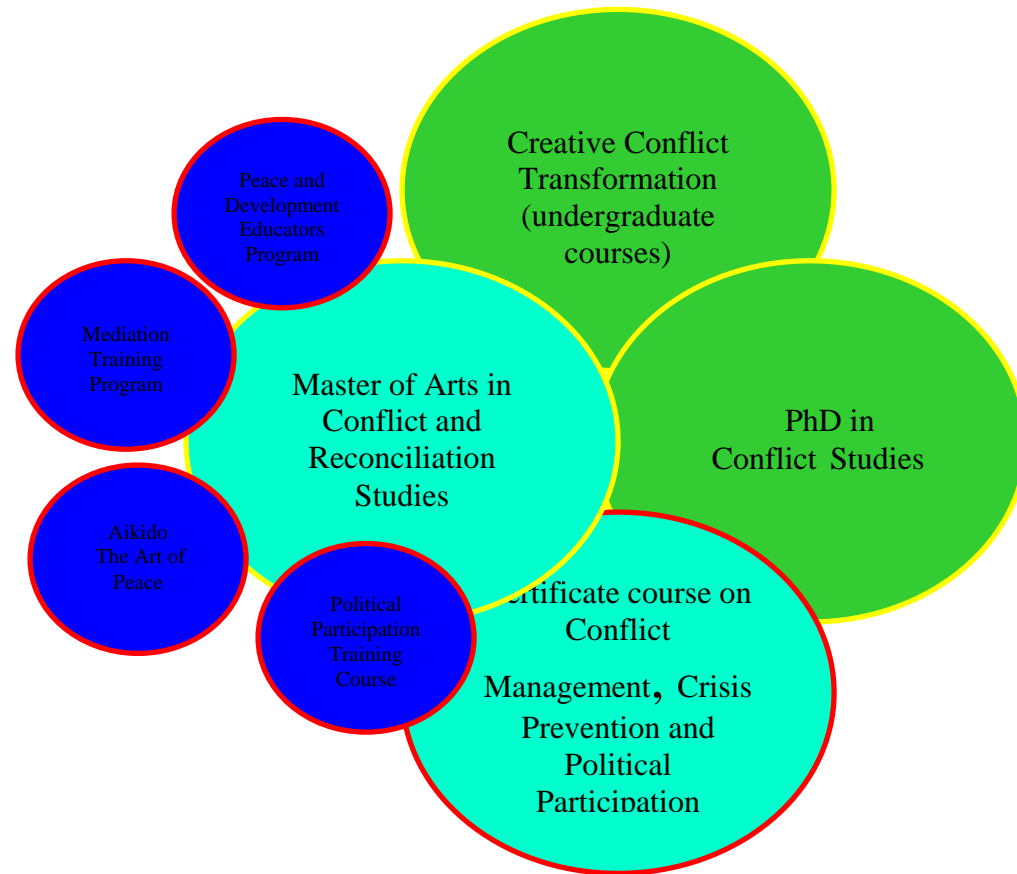 Creative Conflict
Transformation
(undergraduate
courses)
Peace and
Development
Educators
Program
Mediation
Training
Program
Master of Arts in
Conflict and
Reconciliation
Studies
PhD in
Conflict Studies
Aikido
The Art of
Peace
Political
Participation
Training
Course
ertificate course on
Conflict
Management, Crisis
Prevention and
Political
Participation